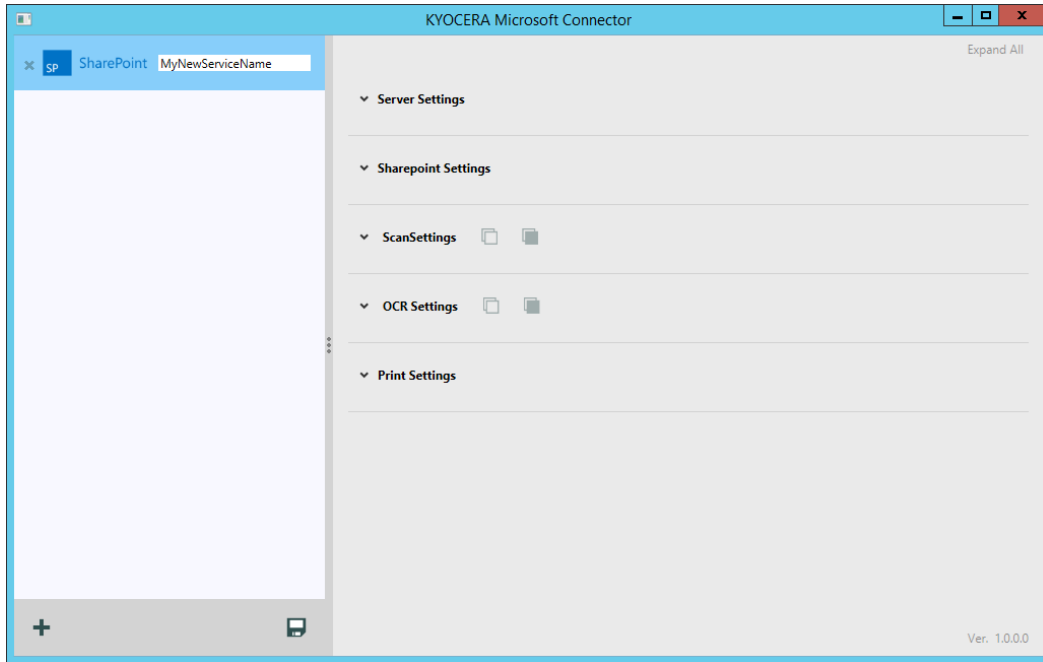 KYOCERA Microsoft Connector
SP SharePoint MyNewServiceName
Expand All
Server Settings
Sharepoint Settings
ScanSettings
OCR Settings
Print Settings
Ver. 1.0.0.0